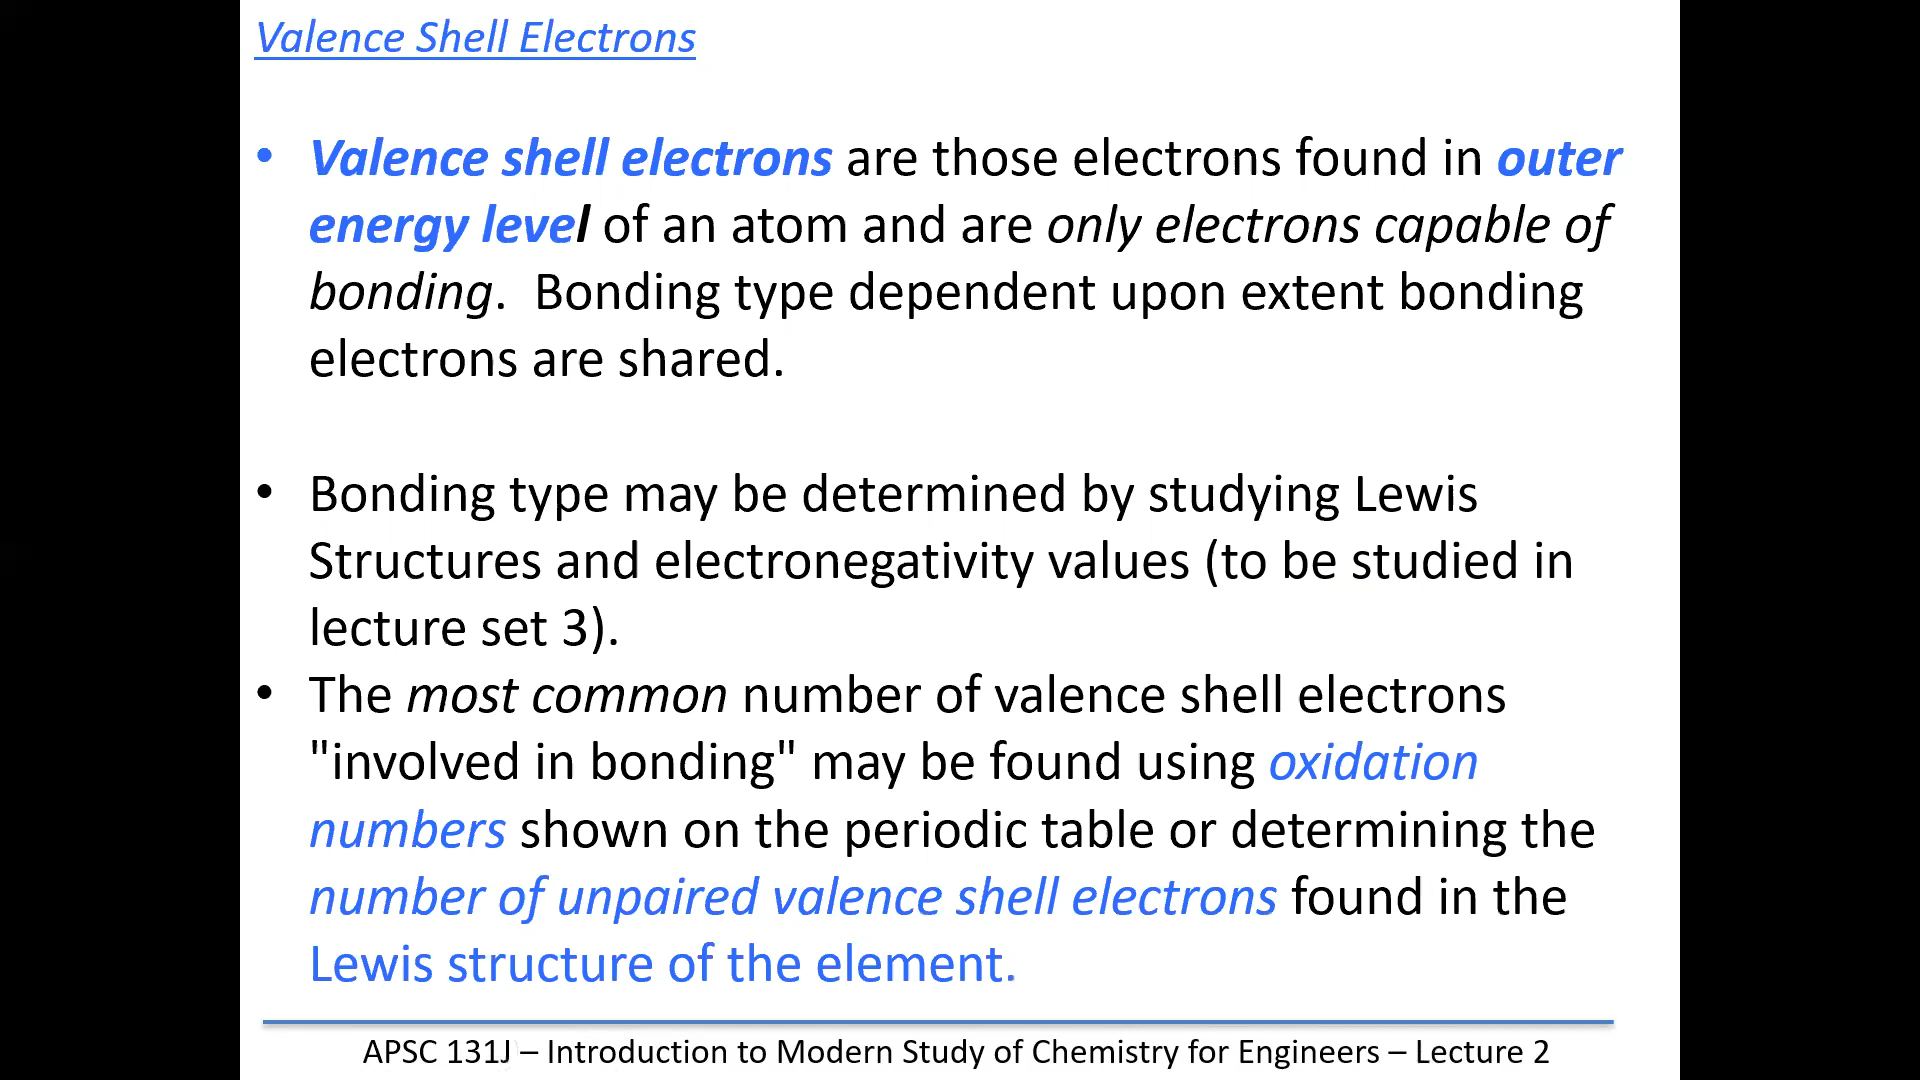 Valence Shell Electrons
• Valence shell electrons are those electrons found in outer
energy level of an atom and are only electrons capable of
bonding.  Bonding type dependent upon extent bonding
electrons are shared.
• Bonding type may be determined by studying Lewis
Structures and electronegativity values (to be studied in
lecture set 3).
• The most common number of valence shell electrons
"involved in bonding" may be found using oxidation
numbers shown on the periodic table or determining the
number of unpaired valence shell electrons found in the
Lewis structure of the element.
APSC 131J – Introduction to Modern Study of Chemistry for Engineers – Lecture 2